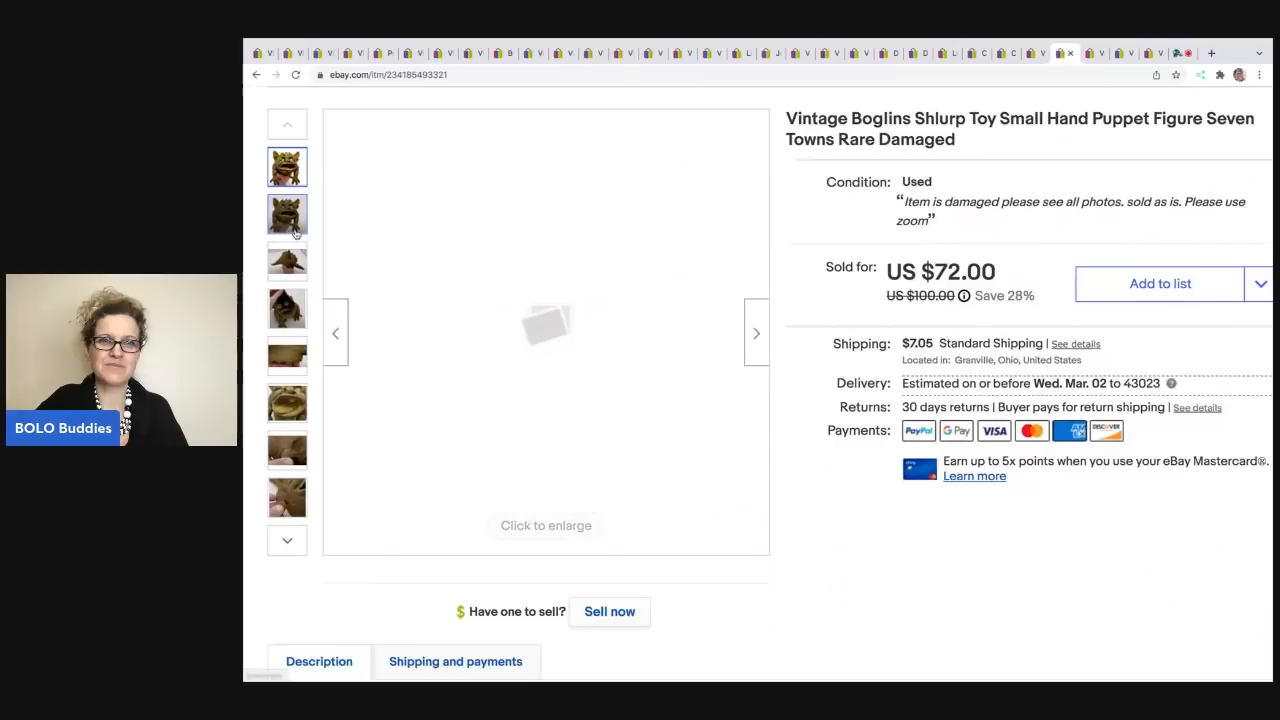 ebay.com/itm/234185493321
Vintage Boglins Shlurp Toy Small Hand Puppet Figure Seven
Towns Rare Damaged
Condition: Used
“Item is damaged please see all photos. sold as is. Please use
zoom”
Sold for: US $72.00
US $100.00 Save 28%
Add to list
Shipping: $7.05 Standard Shipping | See details
Located in: Granville, Ohio, United States
Delivery: Estimated on or before Wed. Mar. 02 to 43023
Returns: 30 days returns | Buyer pays for return shipping | See details
Payments: PayPal G Pay VISA MasterCard AM EX DISCOVER
Earn up to 5x points when you use your eBay Mastercard®.
Learn more
Click to enlarge
$ Have one to sell? Sell now
Description Shipping and payments
BOLO Buddies